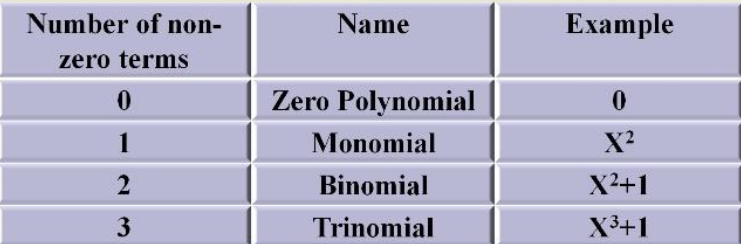 Number of non-zero terms Name Example
0 Zero Polynomial 0
1 Monomial X²
2 Binomial X²+1
3 Trinomial X³+1